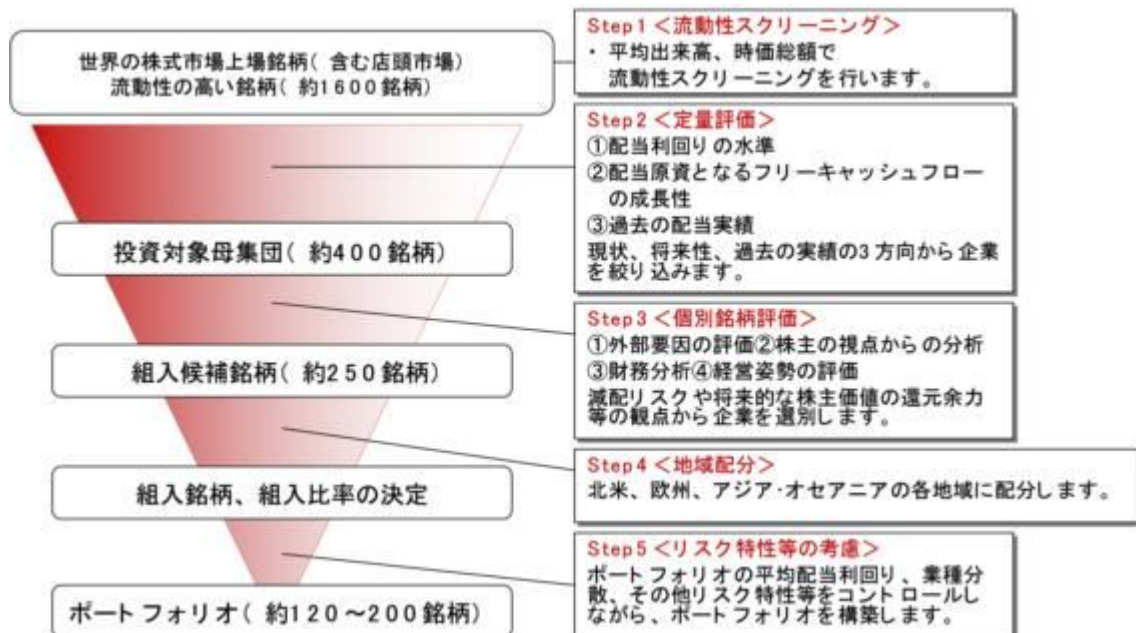 世界の株式市場上場銘柄( 含む店頭市場)
流動性の高い銘柄( 約1600銘柄)
Step1<流動性スクリーニング>
・ 平均出来高、時価総額で
流動性スクリーニングを行います。
Step2<定量評価>
①配当利回りの水準
②配当原資となるフリーキャッシュフロー
の成長性
③過去の配当実績
現状、将来性、過去の実績の3方向から企業
を絞り込みます。
投資対象母集団( 約400銘柄)
Step3<個別銘柄評価>
①外部要因の評価②株主の視点からの分析
③財務分析④経営姿勢の評価
減配リスクや将来的な株主価値の還元余力
等の観点から企業を選別します。
組入候補銘柄( 約250銘柄)
Step4<地域配分>
北米、欧州、アジア･オセアニアの各地域に配分します。
組入銘柄、組入比率の決定
Step5<リスク特性等の考慮>
ポートフォリオの平均配当利回り、業種分
散、その他リスク特性等をコントロールし
ながら、ポートフォリオを構築します。
ポートフォリオ( 約120～200銘柄)